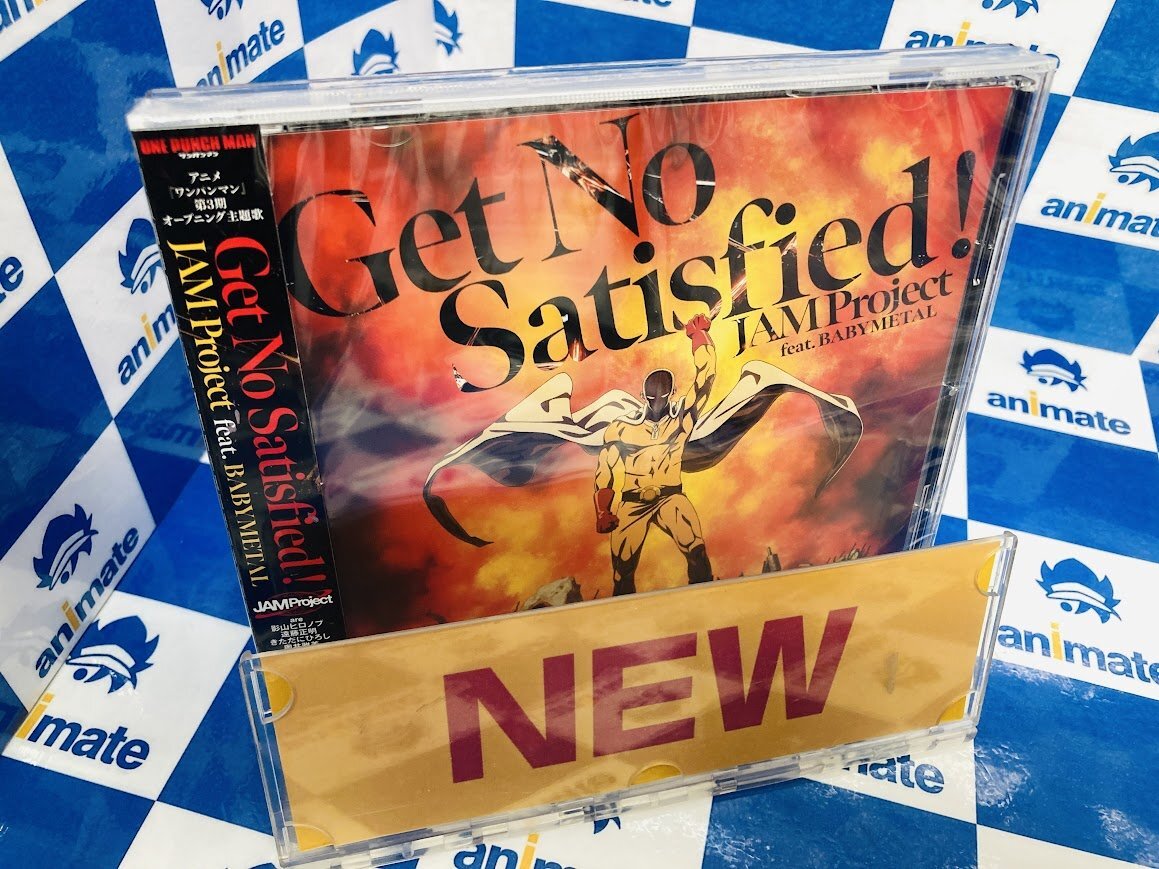 ONE PUNCH MAN
ワンパンマン
アニメ
『ワンパンマン』
第3期
オープニング主題歌
Get No Satisfied!
JAM Project feat. BABYMETAL
JAM Project
are
影山ヒロノブ
遠藤正明
きただにひろし
Get No
Satisfied!
JAM Project
feat. BABYMETAL
NEW
animate
animate
animate
animate
animate
animate
animate
animate
animate
animate